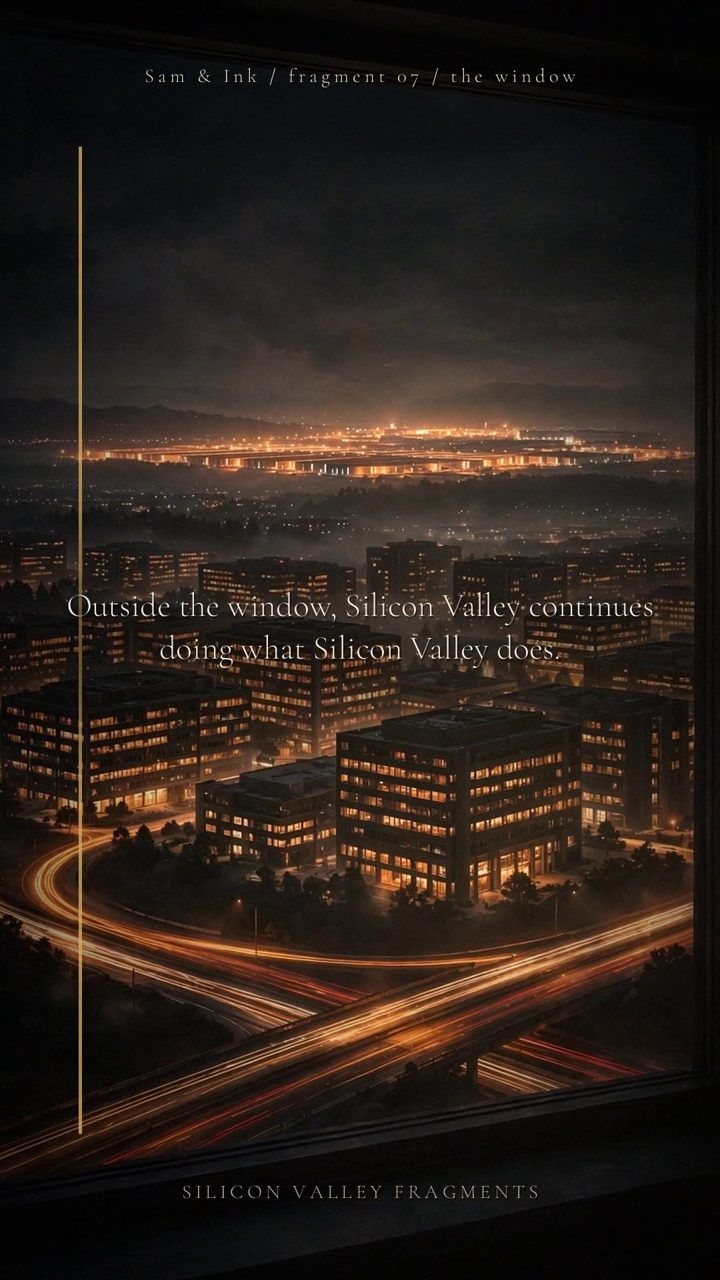 Sam & Ink / fragment 07 / the window
Outside the window, Silicon Valley continues
doing what Silicon Valley does.
SILICON VALLEY FRAGMENTS